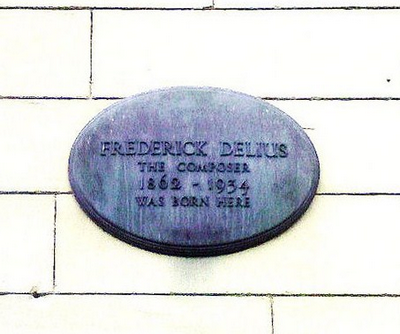 FREDERICK DELIUS
THE COMPOSER
1862 - 1934
WAS BORN HERE